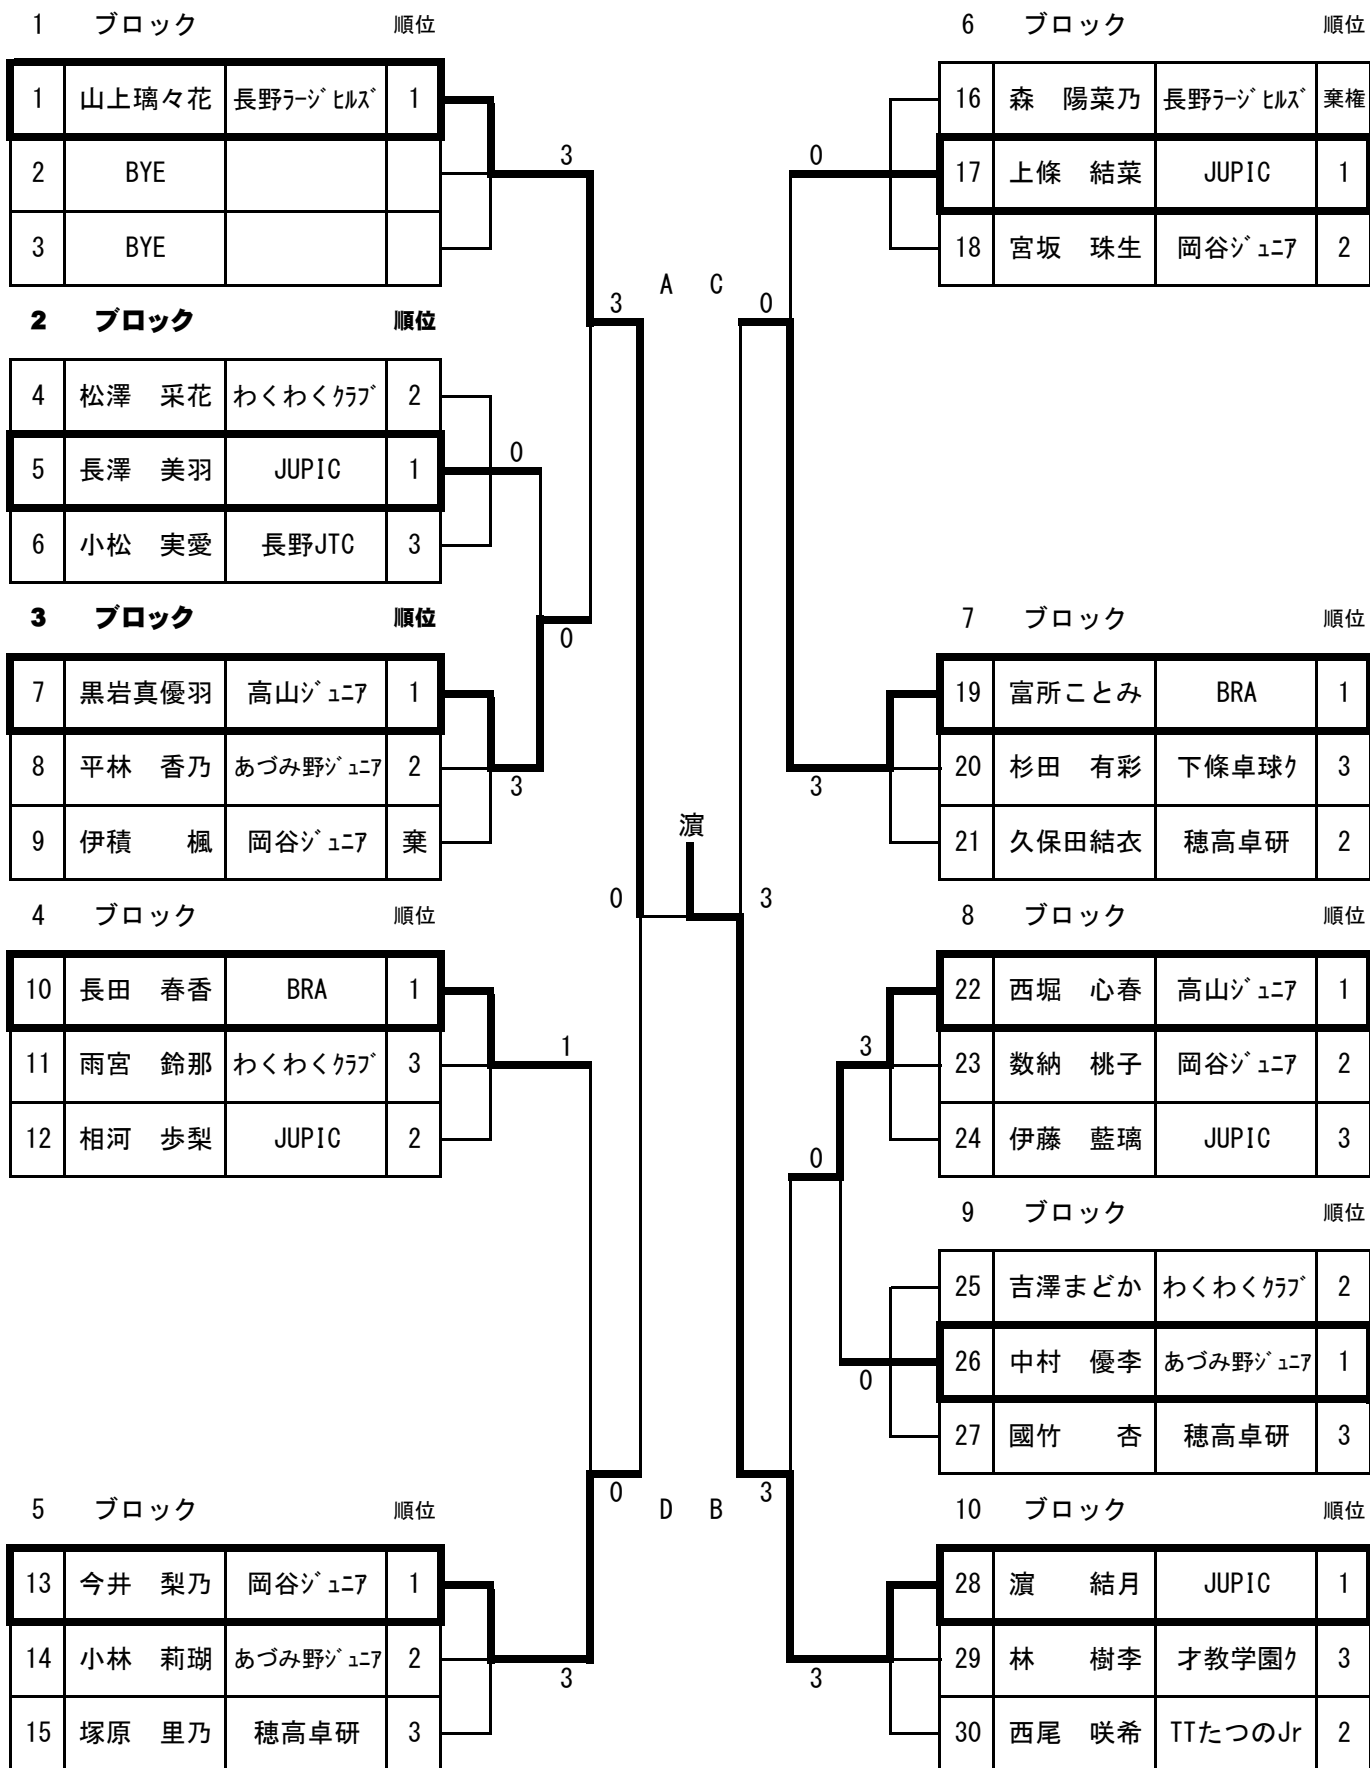 1 ブロック 順位
1 山上璃々花 長野ラージヒルズ 1
2 BYE
3 BYE
3
3
A
2 ブロック 順位
4 松澤 采花 わくわくクラブ 2
5 長澤 美羽 JUPIC 1
6 小松 実愛 長野JTC 3
0
3 ブロック 順位
0
7 黒岩真優羽 高山ジュニア 1
8 平林 香乃 あづみ野ジュニア 2
9 伊積 楓 岡谷ジュニア 棄
3
濵
0
4 ブロック 順位
10 長田 春香 BRA 1
11 雨宮 鈴那 わくわくクラブ 3
12 相河 歩梨 JUPIC 2
1
0
D
5 ブロック 順位
13 今井 梨乃 岡谷ジュニア 1
14 小林 莉瑚 あづみ野ジュニア 2
15 塚原 里乃 穂高卓研 3
3
6 ブロック 順位
16 森 陽菜乃 長野ラージヒルズ 棄権
17 上條 結菜 JUPIC 1
18 宮坂 珠生 岡谷ジュニア 2
0
C
0
7 ブロック 順位
19 富所ことみ BRA 1
20 杉田 有彩 下條卓球ク 3
21 久保田結衣 穂高卓研 2
3
3
8 ブロック 順位
22 西堀 心春 高山ジュニア 1
23 数納 桃子 岡谷ジュニア 2
24 伊藤 藍璃 JUPIC 3
3
0
9 ブロック 順位
25 吉澤まどか わくわくクラブ 2
26 中村 優李 あづみ野ジュニア 1
27 國竹 杏 穂高卓研 3
0
3
B
10 ブロック 順位
28 濵 結月 JUPIC 1
29 林 樹李 才教学園ク 3
30 西尾 咲希 TTたつのJr 2
3